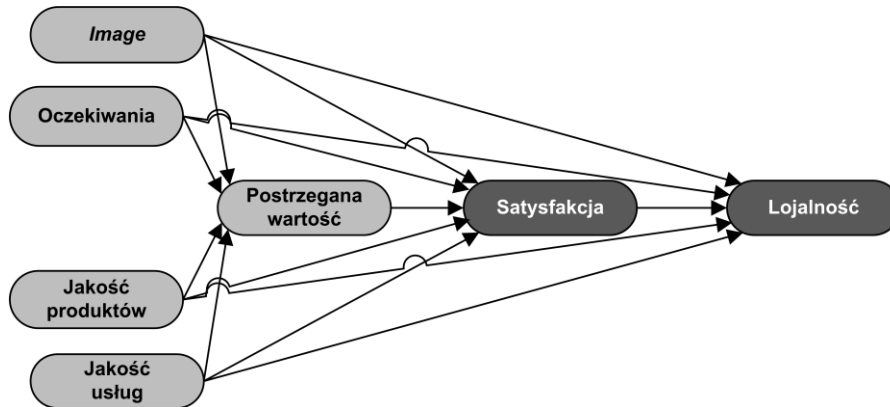 Image
Oczekiwania
Postrzegana
wartość
Satysfakcja
Lojalność
Jakość
produktów
Jakość
usług